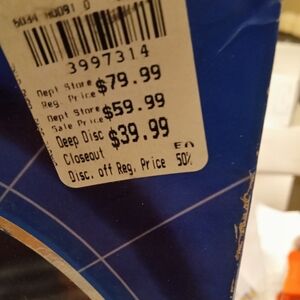 3997314
Dept Store $79.99
Reg. Price
Dept Store $59.99
Sale Price
Deep Disc $39.99
Closeout EA
Disc. off Reg. Price 50%